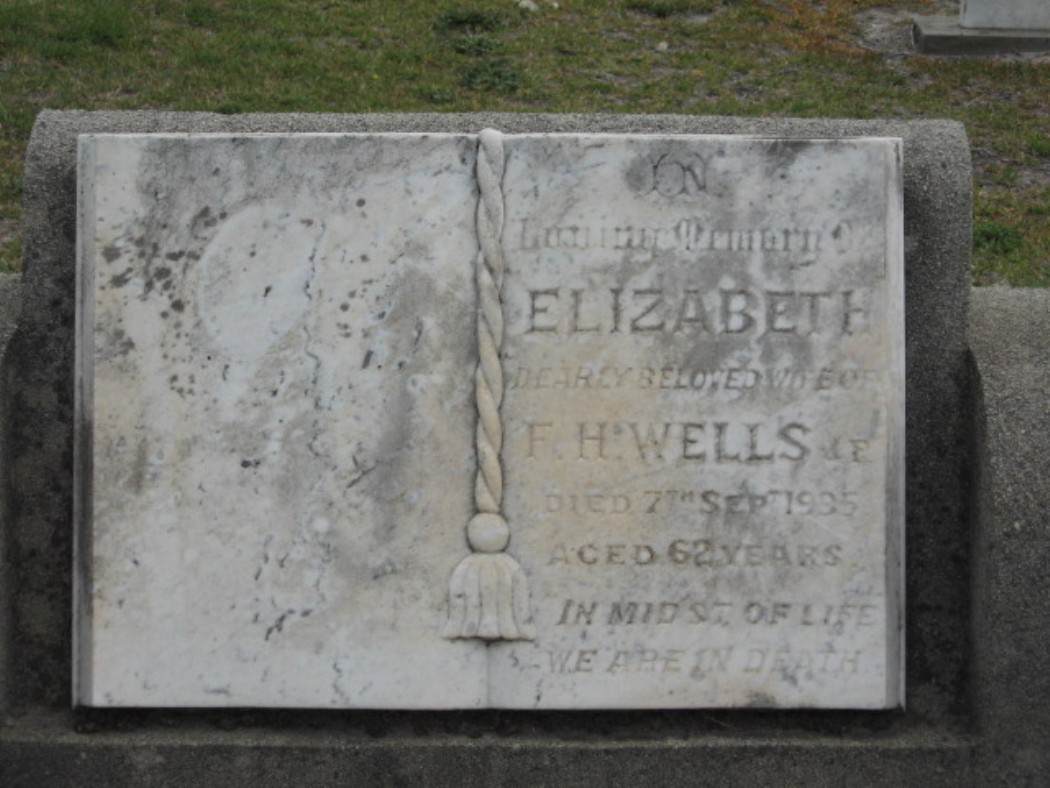 Loving Memory Of
ELIZABETH
DEARLY BELOVED WIFE OF
F. H. WELLS
DIED 7TH SEPT 1935
AGED 62 YEARS
IN MIDST OF LIFE
WE ARE IN DEATH